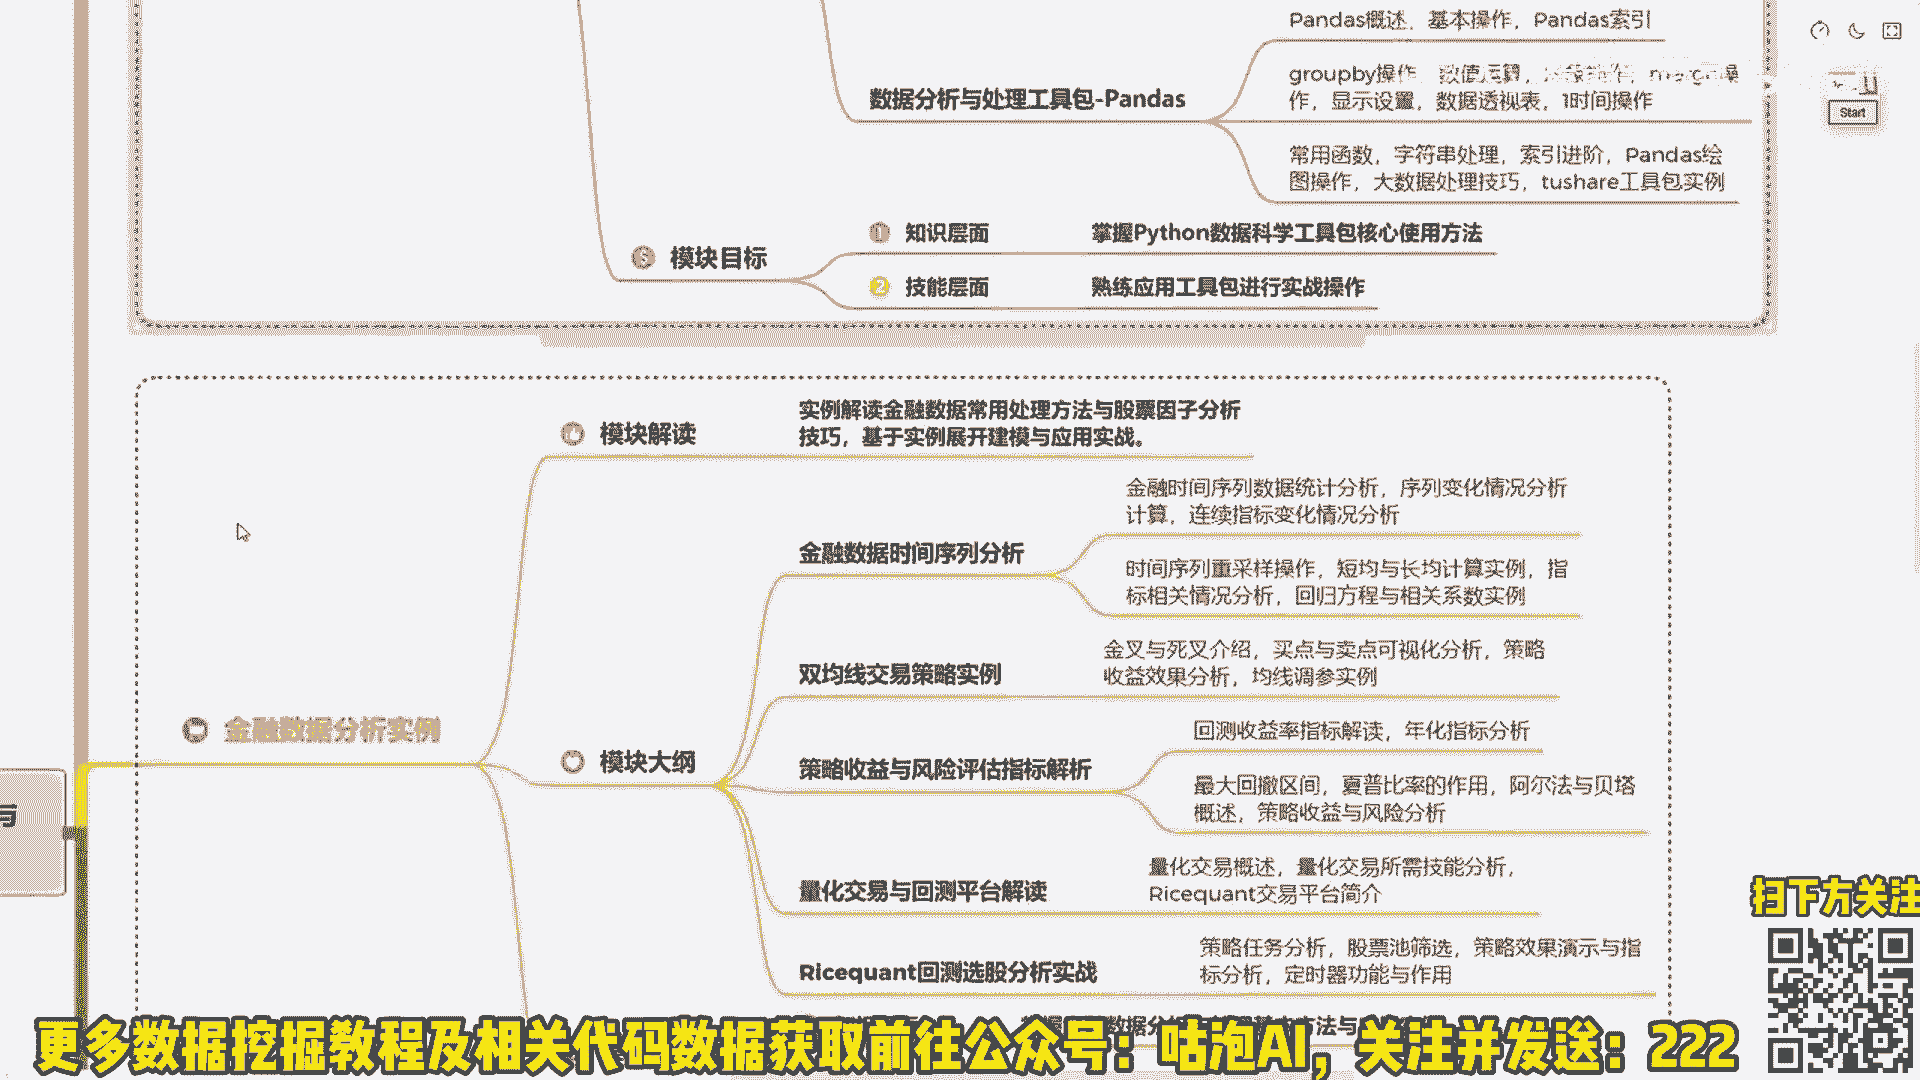 Pandas概述，基本操作，Pandas索引
groupby操作，数值运算，
作，显示设置，数据透视表，1时间操作
Start
数据分析与处理工具包-Pandas
常用函数，字符串处理，索引进阶，Pandas绘
图操作，大数据处理技巧，tushare工具包实例
模块目标
1 知识层面 掌握Python数据科学工具包核心使用方法
2 技能层面 熟练应用工具包进行实战操作
模块解读
实例解读金融数据常用处理方法与股票因子分析
技巧，基于实例展开建模与应用实战。
金融数据时间序列分析
金融时间序列数据统计分析，序列变化情况分析
计算，连续指标变化情况分析
时间序列重采样操作，短均与长均计算实例，指
标相关情况分析，回归方程与相关系数实例
双均线交易策略实例
金叉与死叉介绍，买点与卖点可视化分析，策略
收益效果分析，均线调参实例
金融数据分析实例
模块大纲
策略收益与风险评估指标解析
回测收益率指标解读，年化指标分析
最大回撤区间，夏普比率的作用，阿尔法与贝塔
概述，策略收益与风险分析
与
量化交易与回测平台解读
量化交易概述，量化交易所需技能分析，
Ricequant交易平台简介
Ricequant回测选股分析实战
策略任务分析，股票池筛选，策略效果演示与指
标分析，定时器功能与作用
扫下方关注
更多数据挖掘教程及相关代码数据获取前往公众号：咕泡AI，关注并发送：222